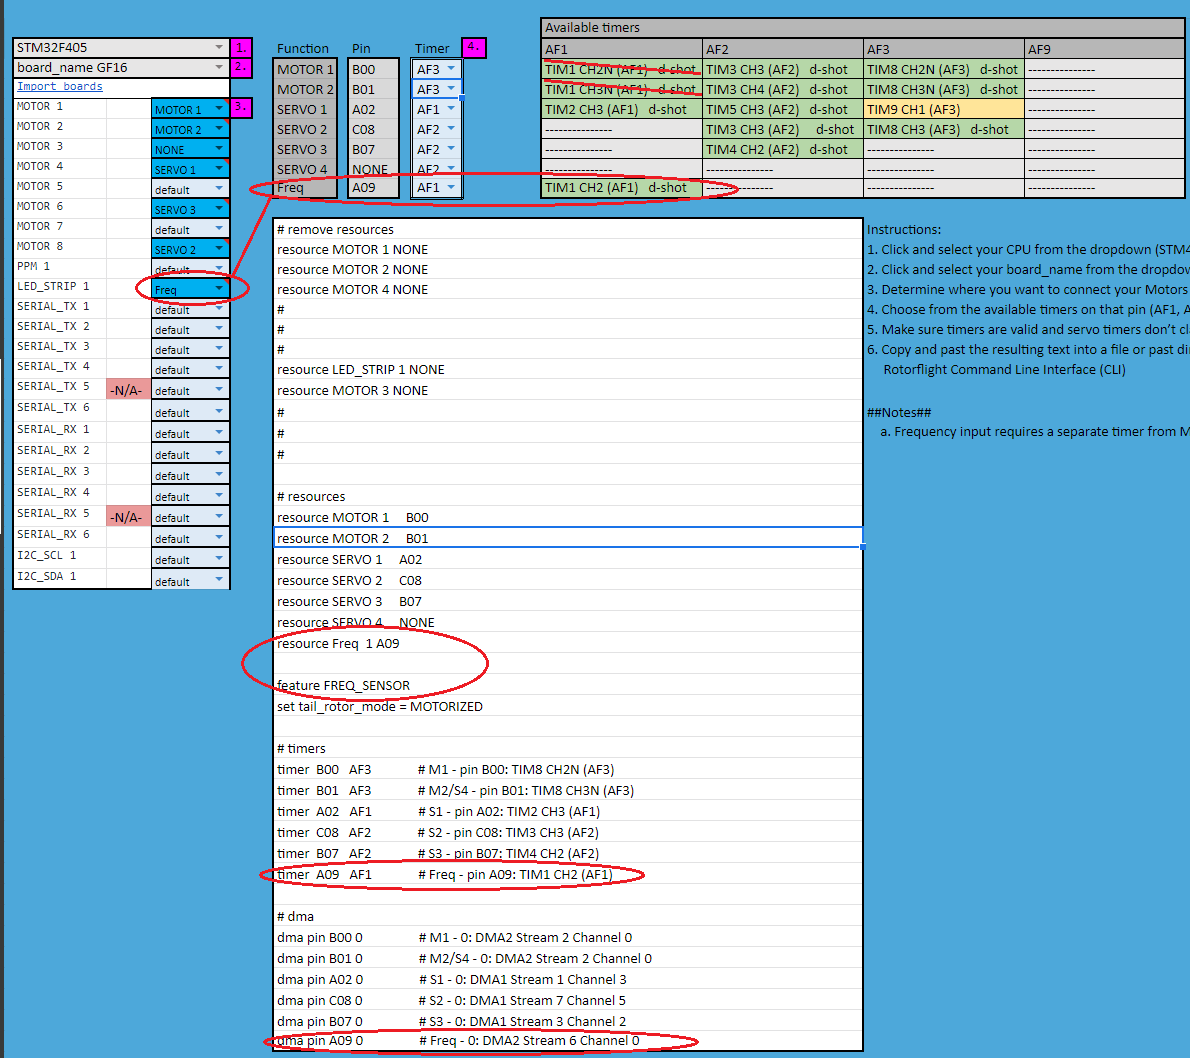 Available timers
STM32F405 1. Function Pin Timer 4. AF1 AF2 AF3 AF9
board_name GF16 2. MOTOR 1 B00 AF3 TIM1 CH2N (AF1) d-shot TIM3 CH3 (AF2) d-shot TIM8 CH2N (AF3) d-shot ---------------
Import boards MOTOR 2 B01 AF3 TIM1 CH3N (AF1) d-shot TIM3 CH4 (AF2) d-shot TIM8 CH3N (AF3) d-shot ---------------
MOTOR 1 MOTOR 1 3. SERVO 1 A02 AF1 TIM2 CH3 (AF1) d-shot TIM5 CH3 (AF2) d-shot TIM9 CH1 (AF3) ---------------
MOTOR 2 MOTOR 2 SERVO 2 C08 AF2 --------------- TIM3 CH3 (AF2) d-shot TIM8 CH3 (AF3) d-shot ---------------
MOTOR 3 NONE SERVO 3 B07 AF2 --------------- TIM4 CH2 (AF2) d-shot --------------- ---------------
MOTOR 4 SERVO 1 SERVO 4 NONE AF2 --------------- --------------- --------------- ---------------
MOTOR 5 default Freq A09 AF1 TIM1 CH2 (AF1) d-shot --------------- --------------- ---------------
MOTOR 6 SERVO 3
MOTOR 7 default
MOTOR 8 SERVO 2
PPM 1 default
LED_STRIP 1 Freq
SERIAL_TX 1 default
SERIAL_TX 2 default
SERIAL_TX 3 default
SERIAL_TX 4 default
SERIAL_TX 5 -N/A- default
SERIAL_TX 6 default
SERIAL_RX 1 default
SERIAL_RX 2 default
SERIAL_RX 3 default
SERIAL_RX 4 default
SERIAL_RX 5 -N/A- default
SERIAL_RX 6 default
I2C_SCL 1 default
I2C_SDA 1 default
# remove resources
resource MOTOR 1 NONE
resource MOTOR 2 NONE
resource MOTOR 4 NONE
#
#
#
resource LED_STRIP 1 NONE
resource MOTOR 3 NONE
#
#
#
# resources
resource MOTOR 1 B00
resource MOTOR 2 B01
resource SERVO 1 A02
resource SERVO 2 C08
resource SERVO 3 B07
resource SERVO 4 NONE
resource Freq 1 A09
feature FREQ_SENSOR
set tail_rotor_mode = MOTORIZED
# timers
timer B00 AF3 # M1 - pin B00: TIM8 CH2N (AF3)
timer B01 AF3 # M2/S4 - pin B01: TIM8 CH3N (AF3)
timer A02 AF1 # S1 - pin A02: TIM2 CH3 (AF1)
timer C08 AF2 # S2 - pin C08: TIM3 CH3 (AF2)
timer B07 AF2 # S3 - pin B07: TIM4 CH2 (AF2)
timer A09 AF1 # Freq - pin A09: TIM1 CH2 (AF1)
# dma
dma pin B00 0 # M1 - 0: DMA2 Stream 2 Channel 0
dma pin B01 0 # M2/S4 - 0: DMA2 Stream 2 Channel 0
dma pin A02 0 # S1 - 0: DMA1 Stream 1 Channel 3
dma pin C08 0 # S2 - 0: DMA1 Stream 7 Channel 5
dma pin B07 0 # S3 - 0: DMA1 Stream 3 Channel 2
dma pin A09 0 # Freq - 0: DMA2 Stream 6 Channel 0
Instructions:
1. Click and select your CPU from the dropdown (STM4
2. Click and select your board_name from the dropdow
3. Determine where you want to connect your Motors
4. Choose from the available timers on that pin (AF1, A
5. Make sure timers are valid and servo timers don't cl
6. Copy and past the resulting text into a file or past di
Rotorflight Command Line Interface (CLI)
##Notes##
a. Frequency input requires a separate timer from M